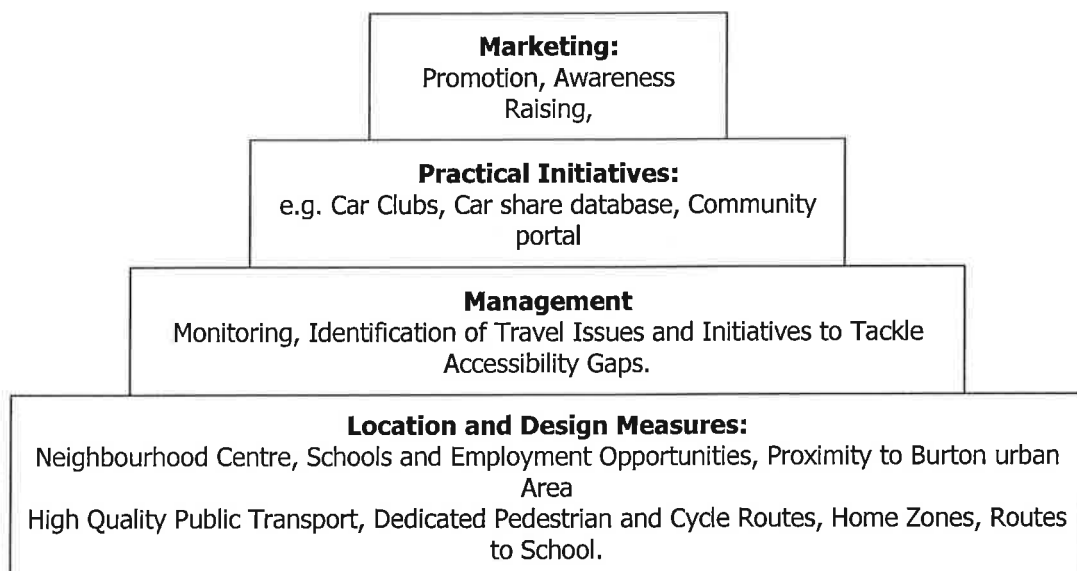 Marketing:
Promotion, Awareness
Raising,
Practical Initiatives:
e.g. Car Clubs, Car share database, Community
portal
Management
Monitoring, Identification of Travel Issues and Initiatives to Tackle
Accessibility Gaps.
Location and Design Measures:
Neighbourhood Centre, Schools and Employment Opportunities, Proximity to Burton urban
Area
High Quality Public Transport, Dedicated Pedestrian and Cycle Routes, Home Zones, Routes
to School.